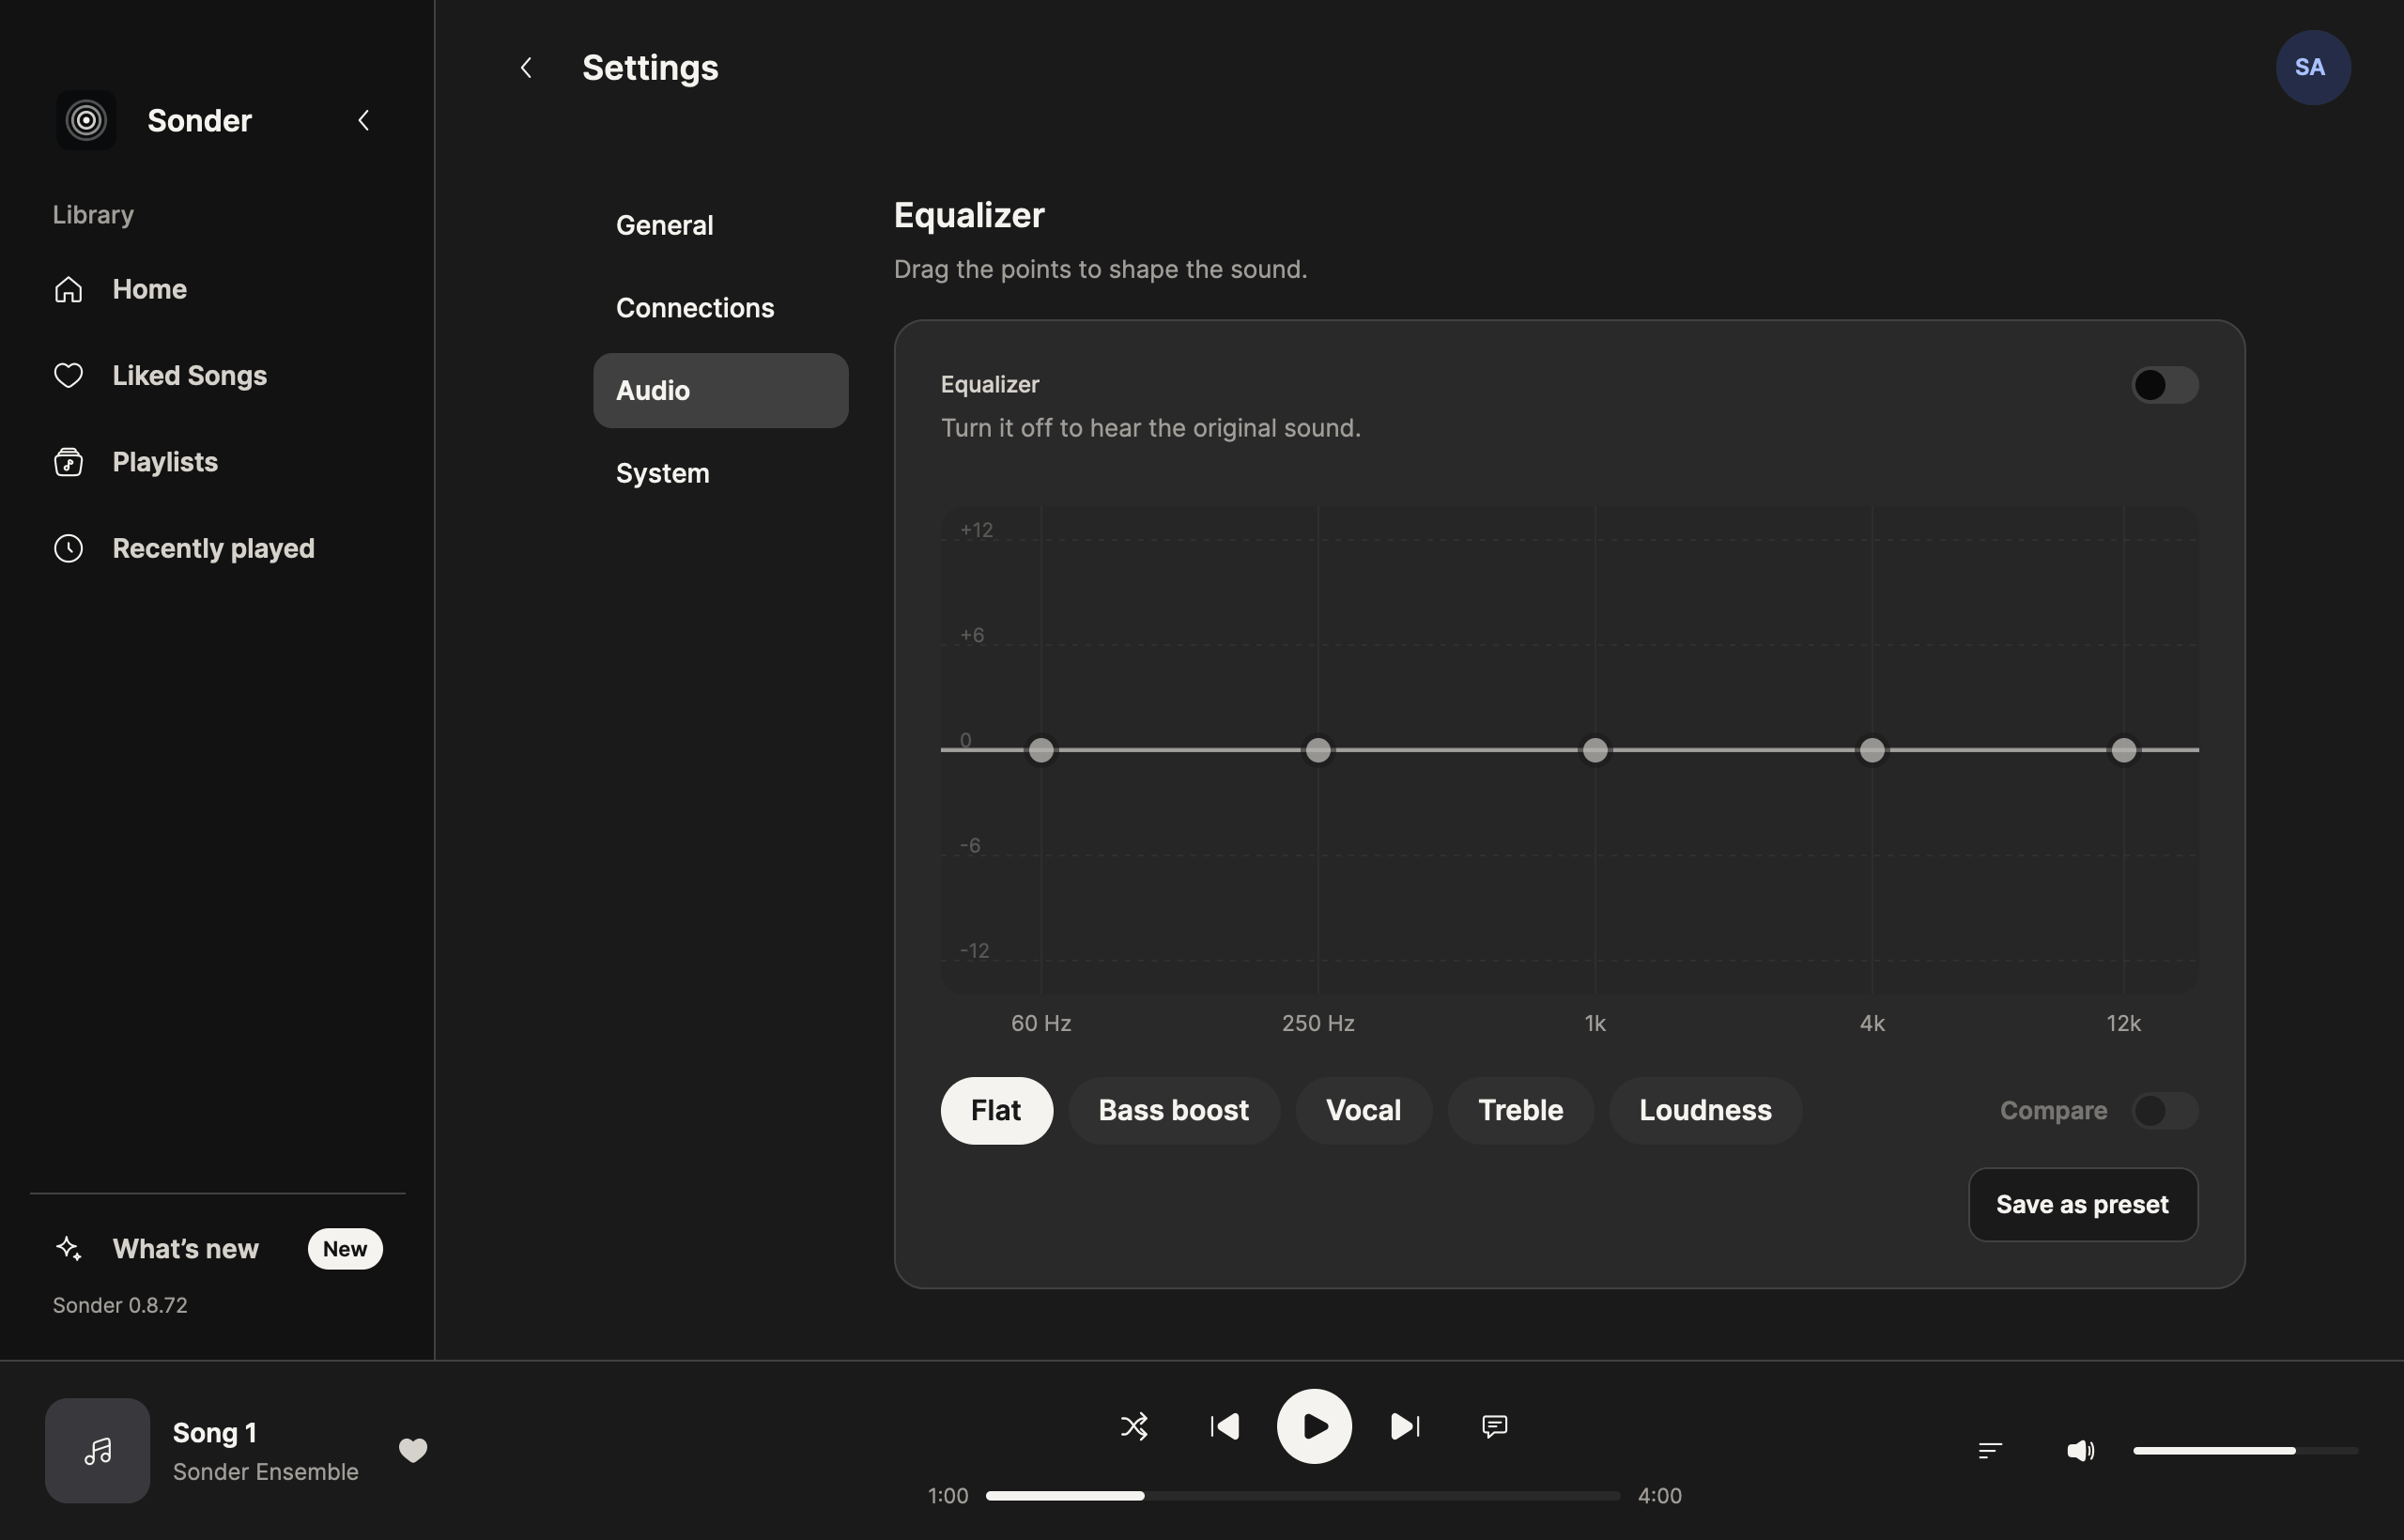 Sonder
Library
Home
Liked Songs
Playlists
Recently played
What's new
New
Sonder 0.8.72
Settings
SA
General
Connections
Audio
System
Equalizer
Drag the points to shape the sound.
Equalizer
Turn it off to hear the original sound.
+12
+6
0
-6
-12
60 Hz 250 Hz 1k 4k 12k
Flat Bass boost Vocal Treble Loudness Compare
Save as preset
Song 1
Sonder Ensemble
1:00 4:00